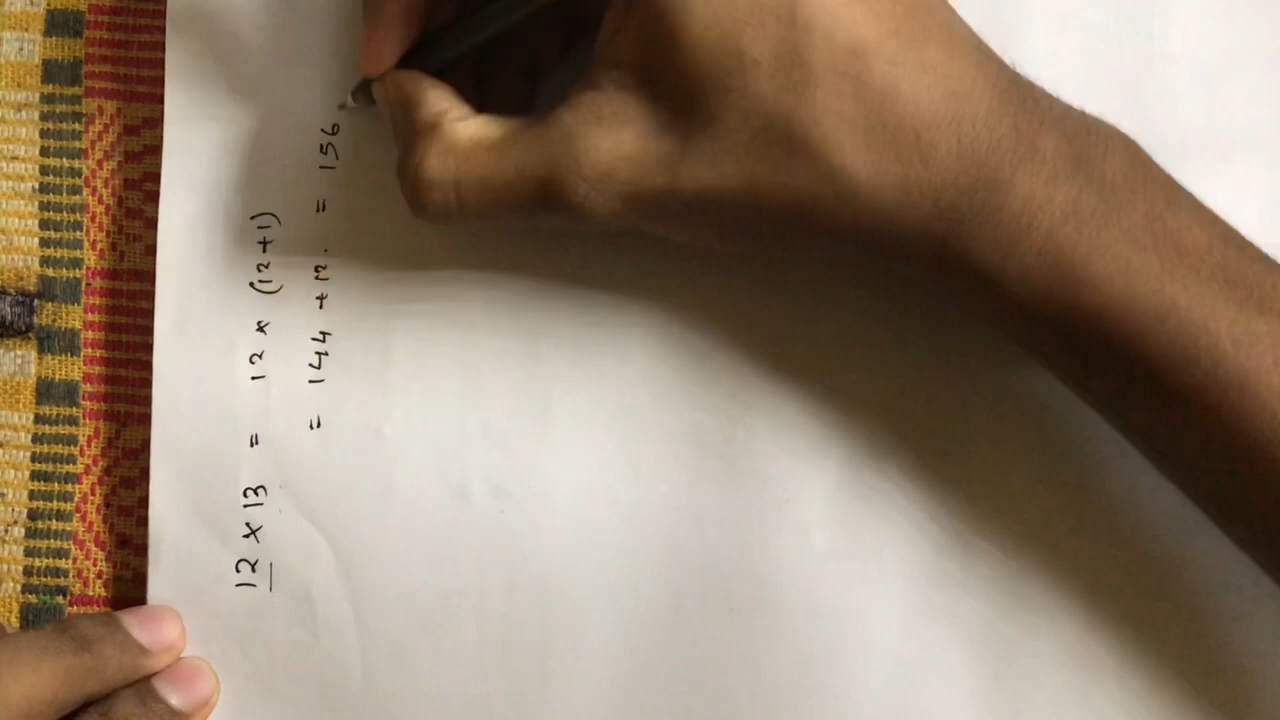 12 × 13 = 12 × (12+1)
= 144 + 12. = 156